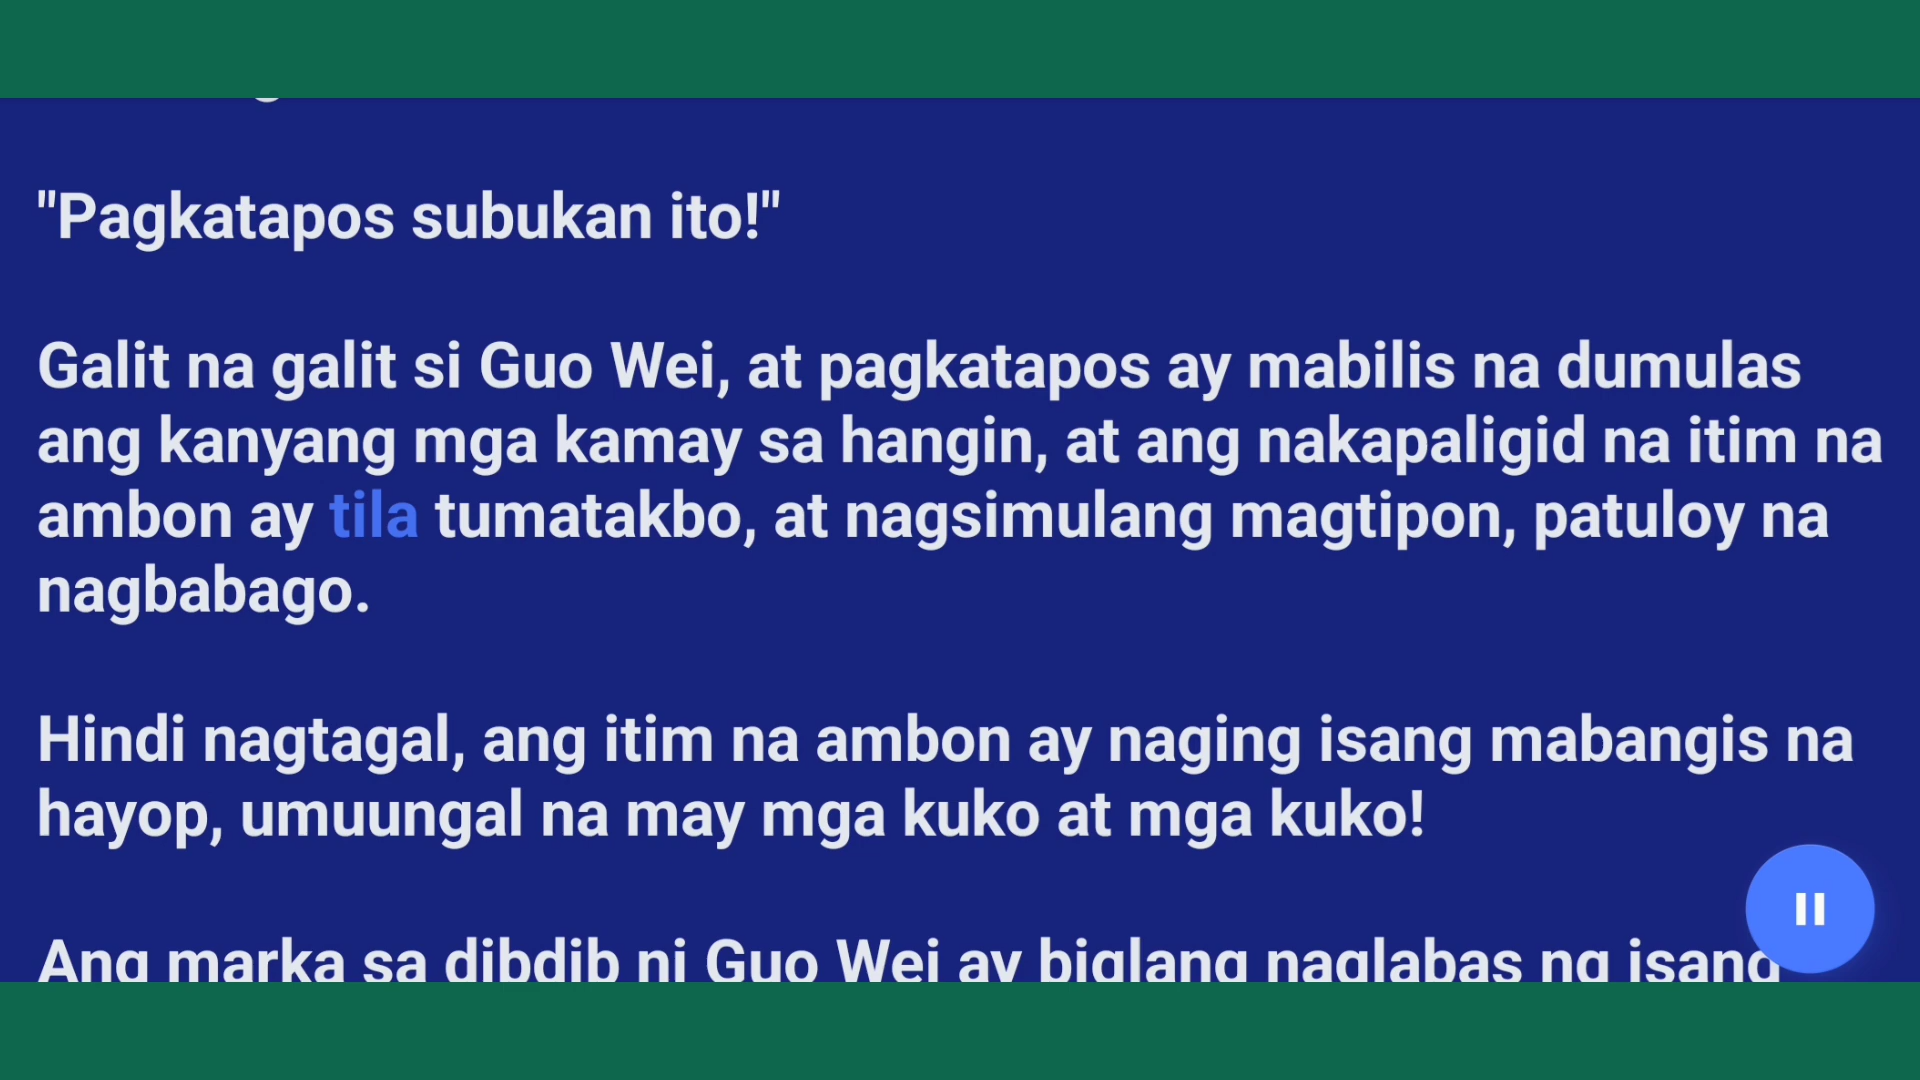 "Pagkatapos subukan ito!"
Galit na galit si Guo Wei, at pagkatapos ay mabilis na dumulas
ang kanyang mga kamay sa hangin, at ang nakapaligid na itim na
ambon ay tila tumatakbo, at nagsimulang magtipon, patuloy na
nagbabago.
Hindi nagtagal, ang itim na ambon ay naging isang mabangis na
hayop, umuungal na may mga kuko at mga kuko!
Ang marka sa dibdib ni Guo Wei ay biglang naglabas ng isang